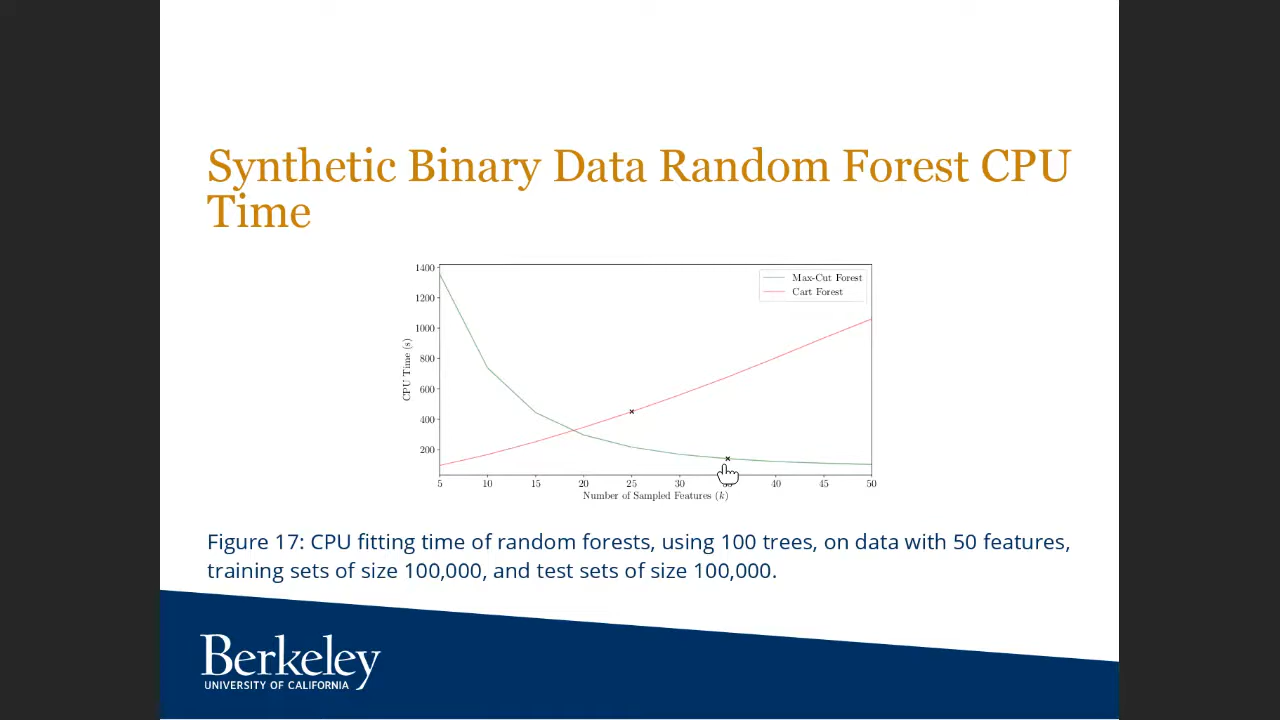 Synthetic Binary Data Random Forest CPU
Time
1400
1200
1000
800
600
400
200
CPU Time (s)
Max-Cut Forest
Cart Forest
5 10 15 20 25 30 35 40 45 50
Number of Sampled Features (k)
Figure 17: CPU fitting time of random forests, using 100 trees, on data with 50 features,
training sets of size 100,000, and test sets of size 100,000.
Berkeley
UNIVERSITY OF CALIFORNIA